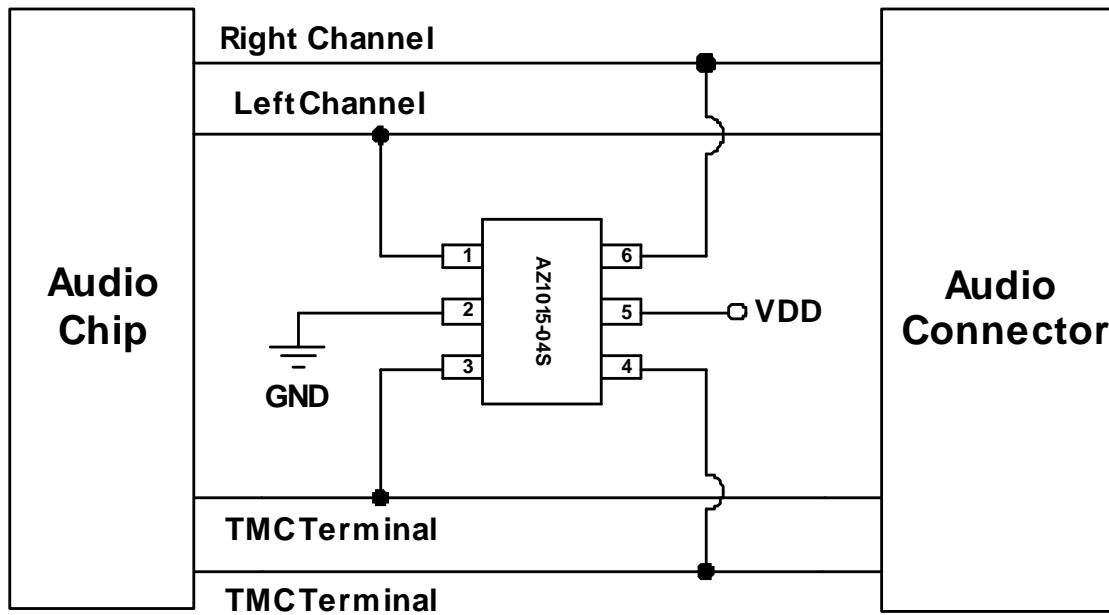 Right Channel
Left Channel
Audio
Chip
1
2
3
AZ1015-04S
6
5
4
VDD
GND
Audio
Connector
TMC Terminal
TMC Terminal